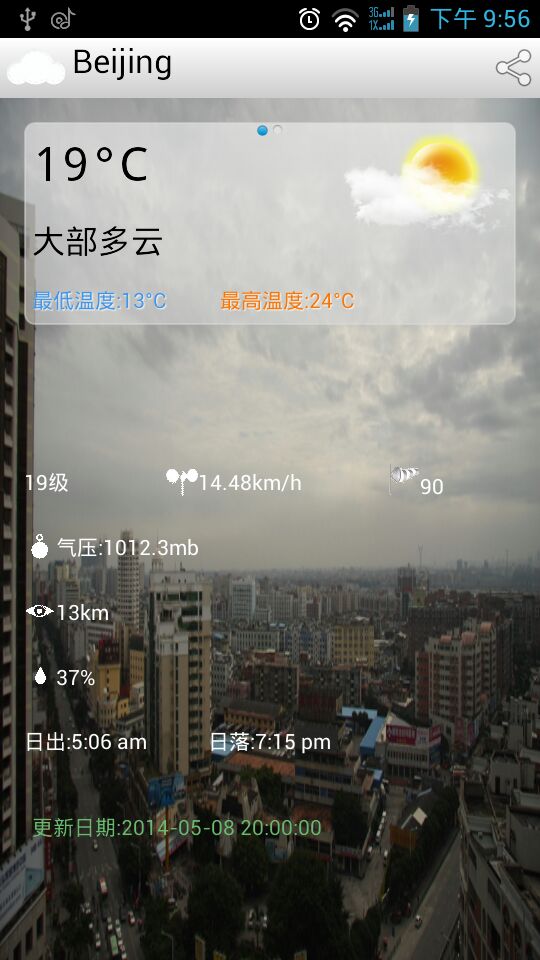 3G 1X 下午 9:56
Beijing
19°C
大部多云
最低温度:13°C 最高温度:24°C
19级 14.48km/h 90
气压:1012.3mb
13km
37%
日出:5:06 am 日落:7:15 pm
更新日期:2014-05-08 20:00:00